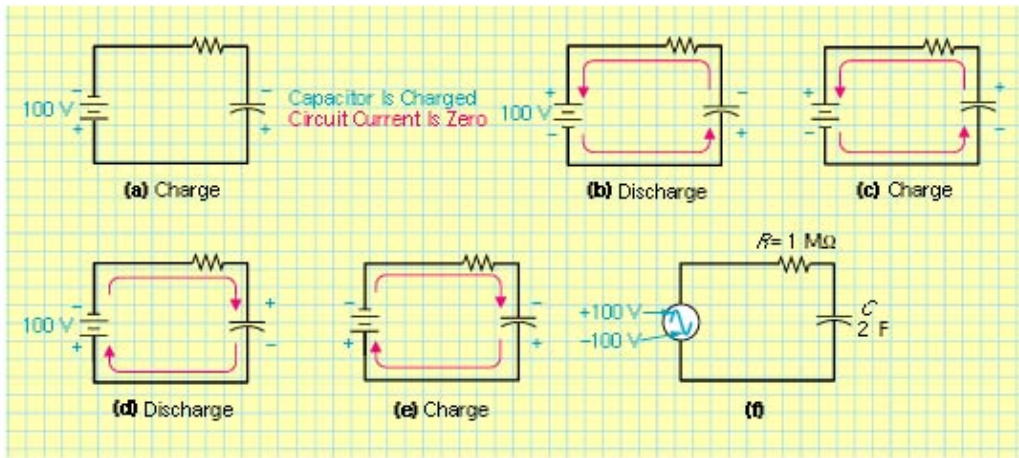 100 V
−
+
−
+
Capacitor Is Charged
Circuit Current Is Zero
(a) Charge
100 V
+
−
−
+
(b) Discharge
+
−
+
−
(c) Charge
100 V
−
+
+
−
(d) Discharge
−
+
−
+
(e) Charge
R= 1 MΩ
+100 V
−100 V
C
2 F
(f)